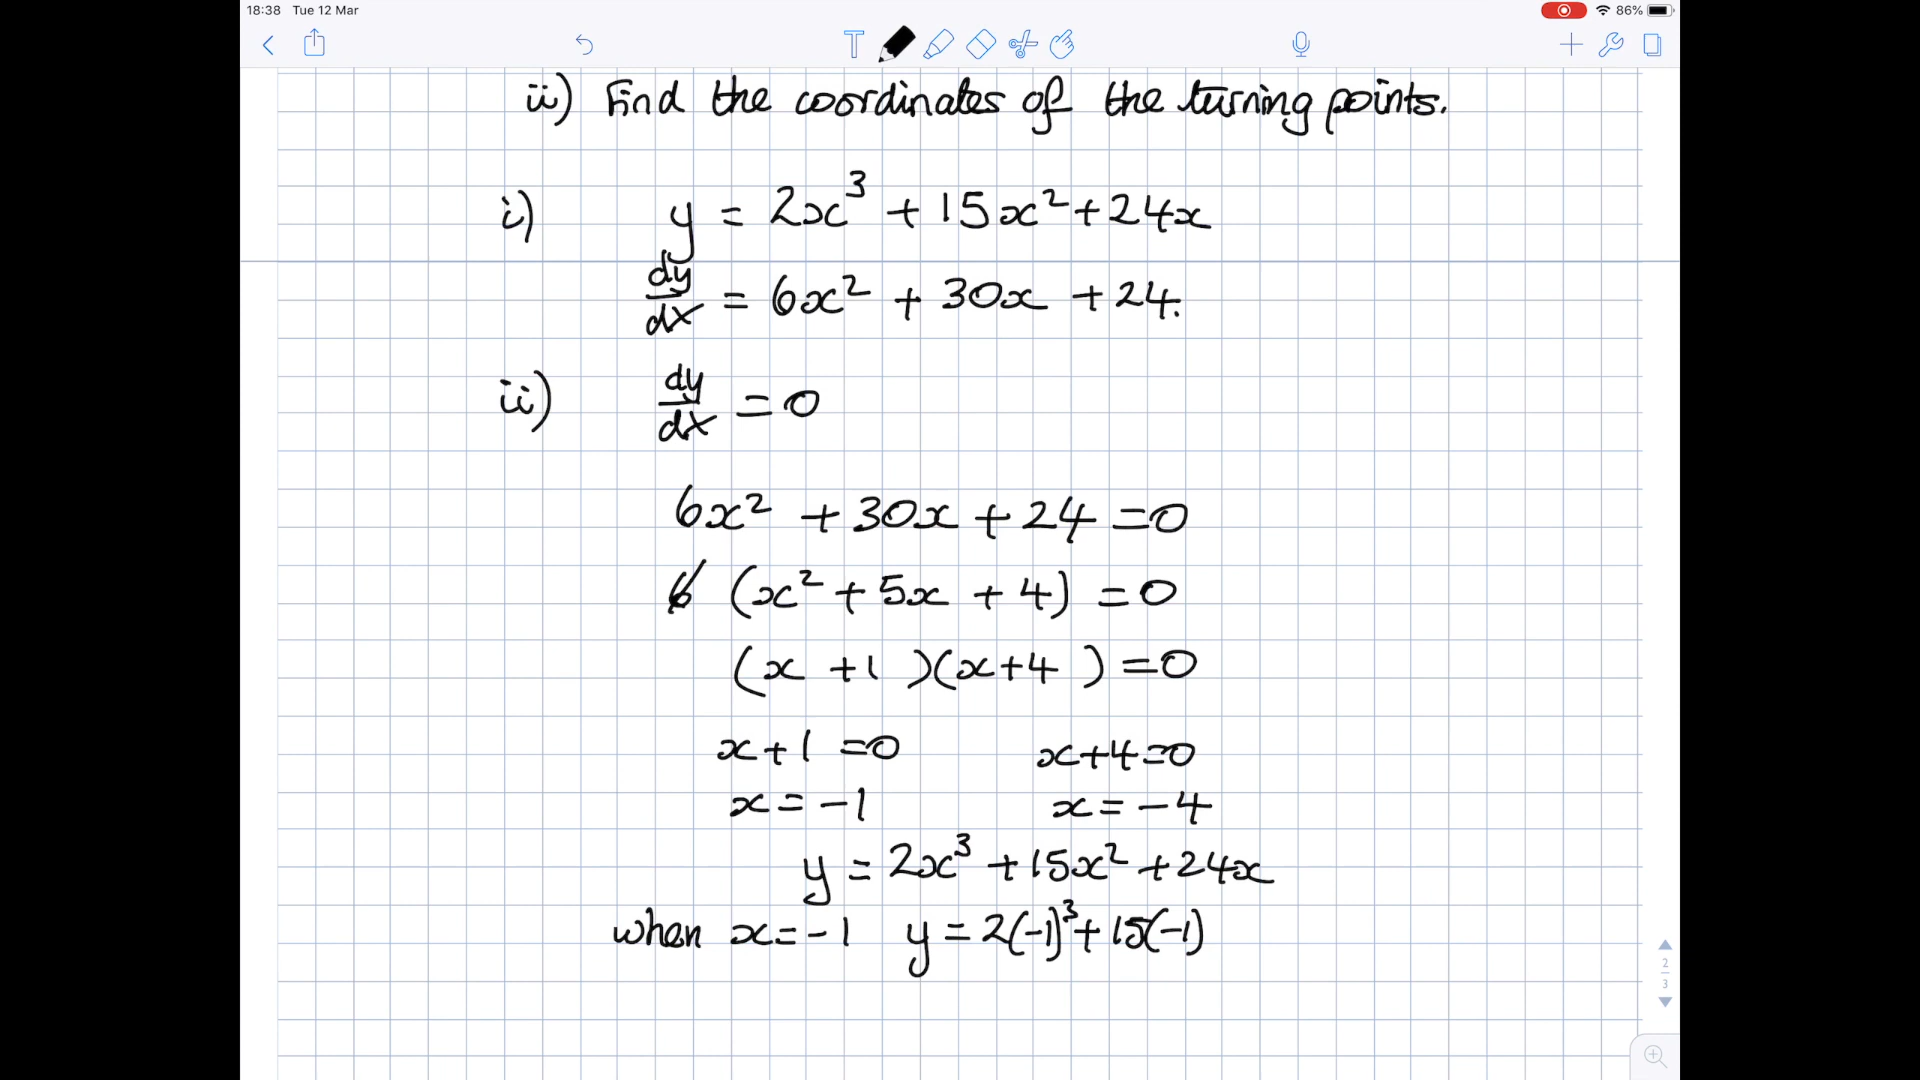 18:38 Tue 12 Mar
86%
T
ii) Find the coordinates of the turning points.
i) y = 2x³ + 15x² + 24x
dy/dx = 6x² + 30x + 24.
ii) dy/dx = 0
6x² + 30x + 24 = 0
6 (x² + 5x + 4) = 0
(x + 1 )(x + 4 ) = 0
x + 1 = 0 x + 4 = 0
x = -1 x = -4
y = 2x³ + 15x² + 24x
when x = -1 y = 2(-1)³ + 15(-1)
2
3